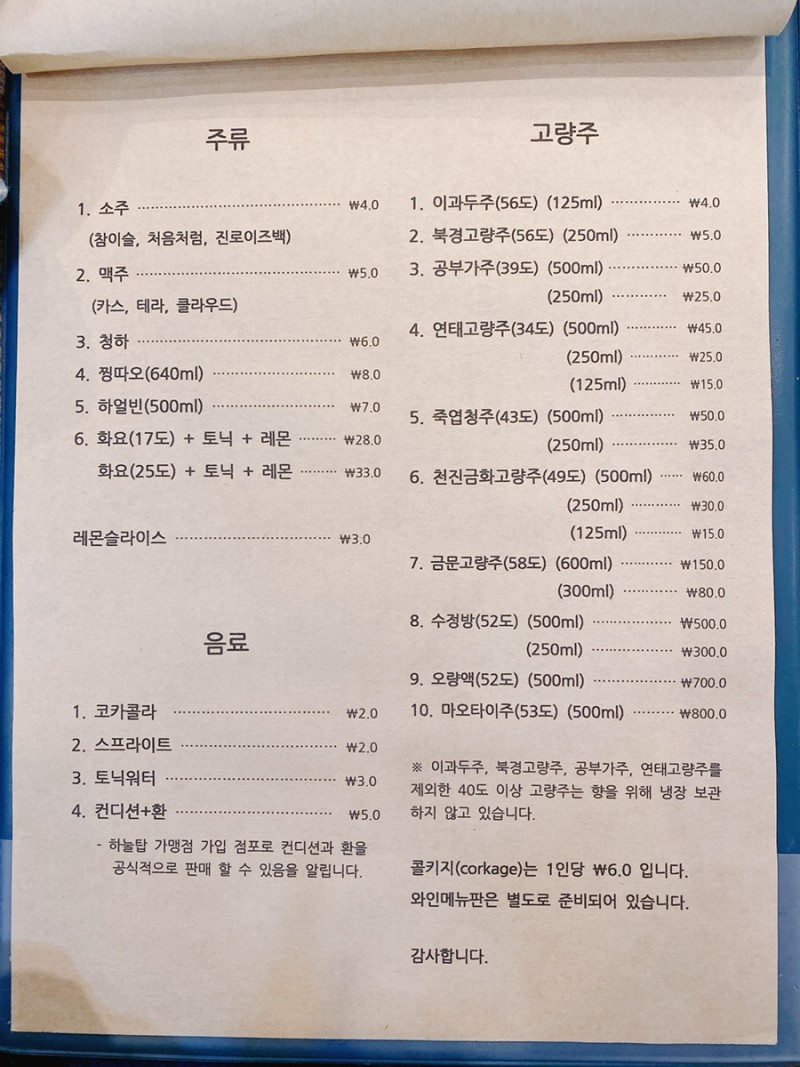 주류
1. 소주 ₩4.0
(참이슬, 처음처럼, 진로이즈백)
2. 맥주 ₩5.0
(카스, 테라, 클라우드)
3. 청하 ₩6.0
4. 찡따오(640ml) ₩8.0
5. 하얼빈(500ml) ₩7.0
6. 화요(17도) + 토닉 + 레몬 ₩28.0
화요(25도) + 토닉 + 레몬 ₩33.0
레몬슬라이스 ₩3.0
음료
1. 코카콜라 ₩2.0
2. 스프라이트 ₩2.0
3. 토닉워터 ₩3.0
4. 컨디션+환 ₩5.0
- 하눌탑 가맹점 가입 점포로 컨디션과 환을
공식적으로 판매 할 수 있음을 알립니다.
고량주
1. 이과두주(56도) (125ml) ₩4.0
2. 북경고량주(56도) (250ml) ₩5.0
3. 공부가주(39도) (500ml) ₩50.0
(250ml) ₩25.0
4. 연태고량주(34도) (500ml) ₩45.0
(250ml) ₩25.0
(125ml) ₩15.0
5. 죽엽청주(43도) (500ml) ₩50.0
(250ml) ₩35.0
6. 천진금화고량주(49도) (500ml) ₩60.0
(250ml) ₩30.0
(125ml) ₩15.0
7. 금문고량주(58도) (600ml) ₩150.0
(300ml) ₩80.0
8. 수정방(52도) (500ml) ₩500.0
(250ml) ₩300.0
9. 오량액(52도) (500ml) ₩700.0
10. 마오타이주(53도) (500ml) ₩800.0
※ 이과두주, 북경고량주, 공부가주, 연태고량주를
제외한 40도 이상 고량주는 향을 위해 냉장 보관
하지 않고 있습니다.
콜키지(corkage)는 1인당 ₩6.0 입니다.
와인메뉴판은 별도로 준비되어 있습니다.
감사합니다.